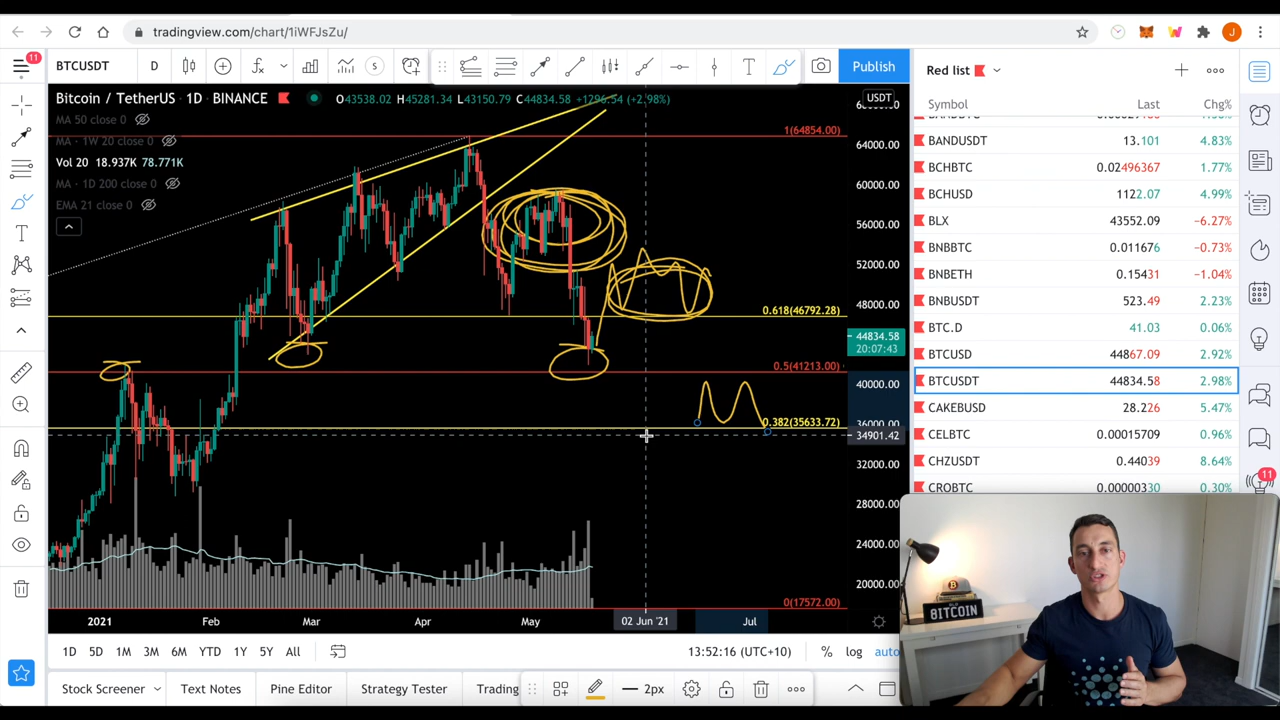 tradingview.com/chart/1iWFJsZu/
J
11
BTCUSDT
D
S
T
Publish
Red list
Bitcoin / TetherUS · 1D · BINANCE
O43538.02 H45281.34 L43150.79 C44834.58 +1296.54 (+2.98%)
USDT
MA 50 close 0
MA · 1W 20 close 0
Vol 20 18.937K 78.771K
MA · 1D 200 close 0
EMA 21 close 0
1(64854.00)
0.618(46792.28)
0.5(41213.00)
0.382(35633.72)
0(17572.00)
64000.00
60000.00
56000.00
52000.00
48000.00
44834.58
20:07:43
40000.00
34901.42
32000.00
28000.00
24000.00
20000.00
2021
Feb
Mar
Apr
May
02 Jun '21
Jul
Symbol Last Chg%
BANDUSDT 13.101 4.83%
BCHBTC 0.02496367 1.77%
BCHUSD 1122.07 4.99%
BLX 43552.09 −6.27%
BNBBTC 0.011676 −0.73%
BNBETH 0.15431 −1.04%
BNBUSDT 523.49 2.23%
BTC.D 41.03 0.06%
BTCUSD 44867.09 2.92%
BTCUSDT 44834.58 2.98%
CAKEBUSD 28.226 5.47%
CELBTC 0.00015709 0.96%
CHZUSDT 0.44039 8.64%
CROBTC 0.00000330 0.30%
11
1D 5D 1M 3M 6M YTD 1Y 5Y All
13:52:16 (UTC+10)
% log auto
Stock Screener
Text Notes
Pine Editor
Strategy Tester
Trading
2px
BITCOIN